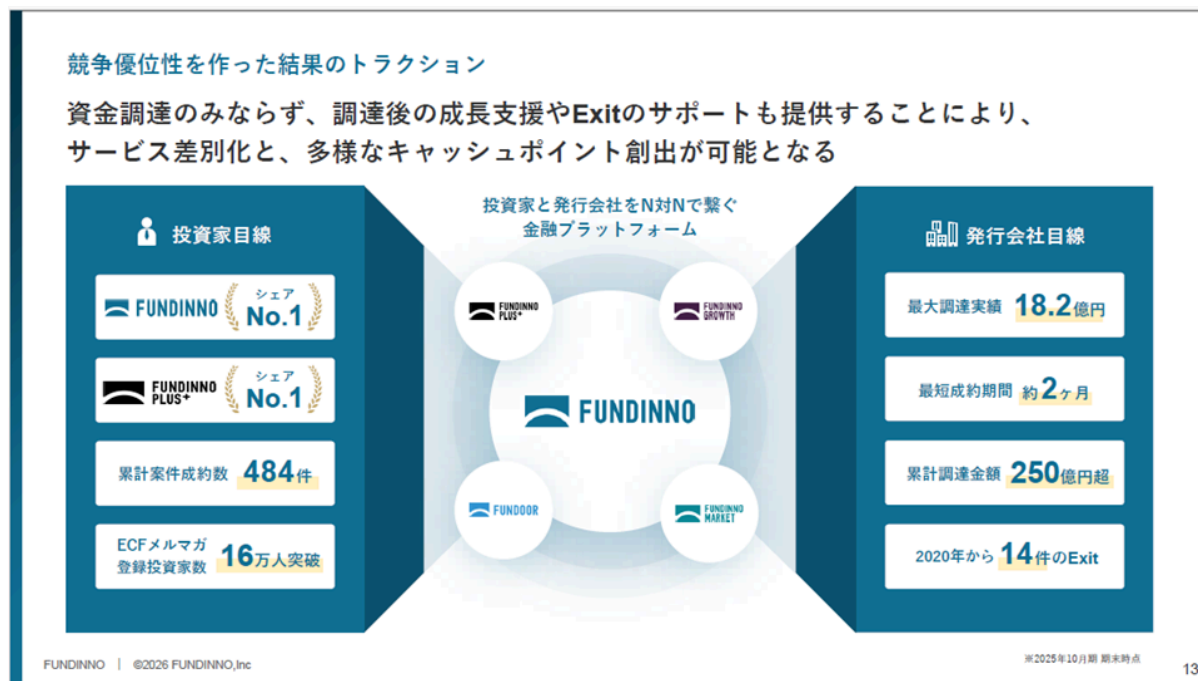 競争優位性を作った結果のトラクション
資金調達のみならず、調達後の成長支援やExitのサポートも提供することにより、
サービス差別化と、多様なキャッシュポイント創出が可能となる
投資家目線
FUNDINNO
シェア
No.1
FUNDINNO
PLUS+
シェア
No.1
累計案件成約数 484件
ECFメルマガ
登録投資家数 16万人突破
投資家と発行会社をN対Nで繋ぐ
金融プラットフォーム
FUNDINNO
PLUS+
FUNDINNO
GROWTH
FUNDINNO
FUNDOOR
FUNDINNO
MARKET
発行会社目線
最大調達実績 18.2億円
最短成約期間 約2ヶ月
累計調達金額 250億円超
2020年から 14件のExit
FUNDINNO | ©2026 FUNDINNO,Inc
※2025年10月期 期末時点
13